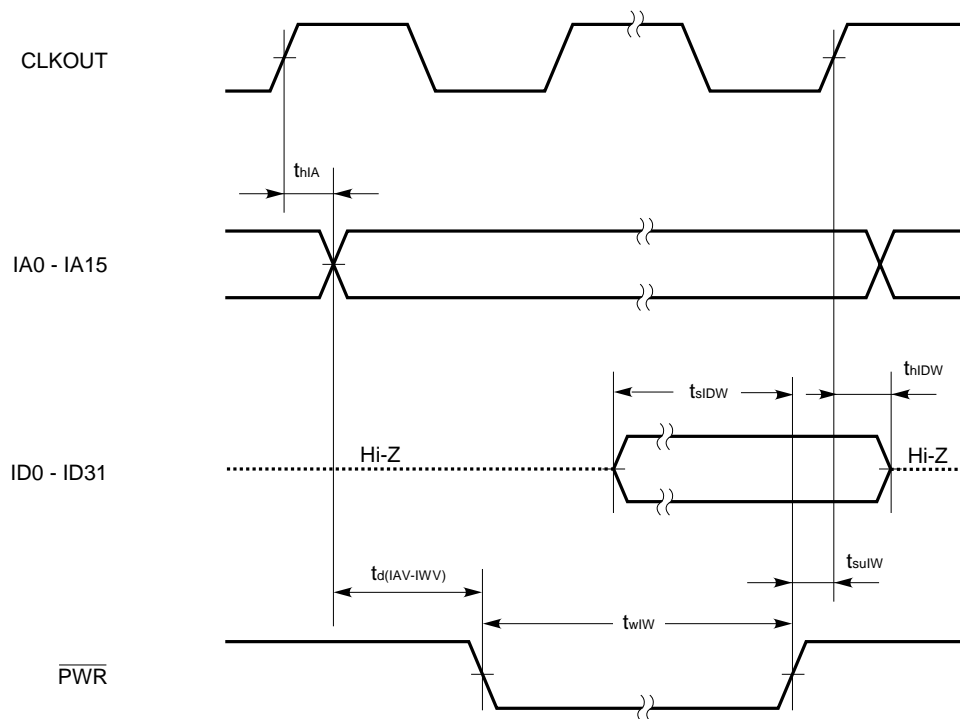 CLKOUT
thIA
IA0 - IA15
thIDW
tsIDW
Hi-Z
Hi-Z
ID0 - ID31
tsuIW
td(IAV-IWV)
twIW
PWR